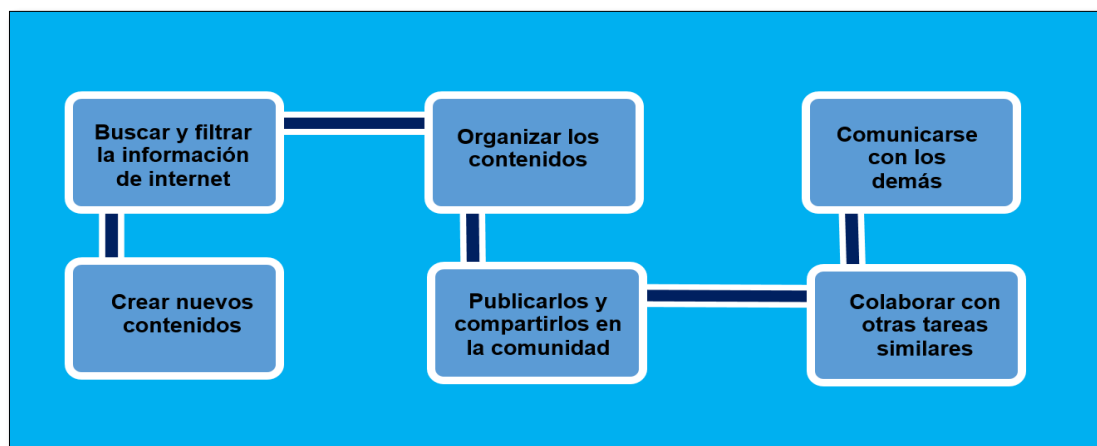 Buscar y filtrar
la información
de internet
Crear nuevos
contenidos
Organizar los
contenidos
Publicarlos y
compartirlos en
la comunidad
Comunicarse
con los
demás
Colaborar con
otras tareas
similares